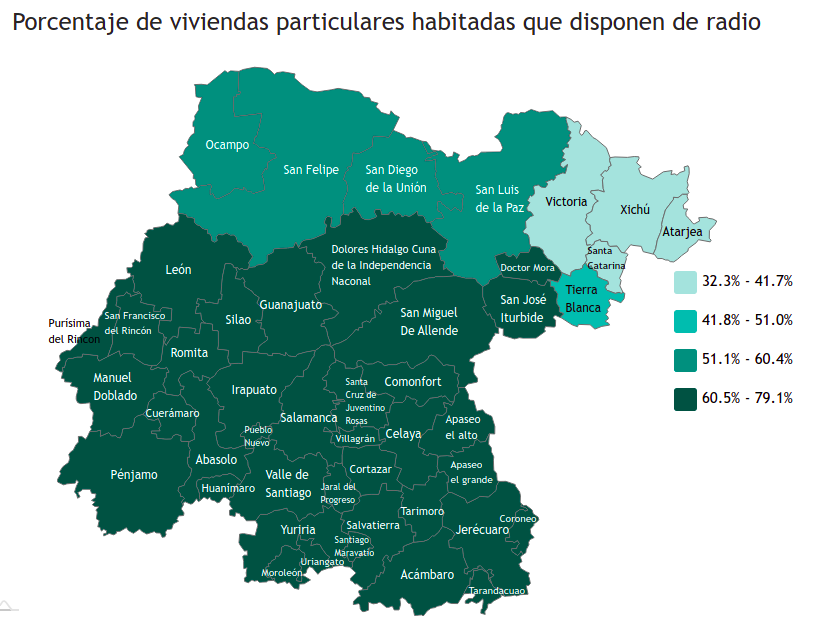 Porcentaje de viviendas particulares habitadas que disponen de radio
Ocampo
San Felipe
San Diego
de la Unión
San Luis
de la Paz
Victoria
Xichú
Atarjea
Santa
Catarina
Dolores Hidalgo Cuna
de la Independencia
Naconal
Doctor Mora
León
Tierra
Blanca
San José
Iturbide
Guanajuato
San Miguel
De Allende
Silao
San Francisco
del Rincón
Purísima
del Rincon
Romita
Manuel
Doblado
Irapuato
Santa
Cruz de
Juventino
Rosas
Comonfort
Cuerámaro
Salamanca
Pueblo
Nuevo
Villagrán
Celaya
Apaseo
el alto
Abasolo
Pénjamo
Huanímaro
Valle de
Santiago
Cortazar
Apaseo
el grande
Jaral del
Progreso
Tarimoro
Salvatierra
Yuriria
Jerécuaro
Coroneo
Santiago
Maravatío
Uriangato
Moroleón
Acámbaro
Tarandacuao
32.3% - 41.7%
41.8% - 51.0%
51.1% - 60.4%
60.5% - 79.1%